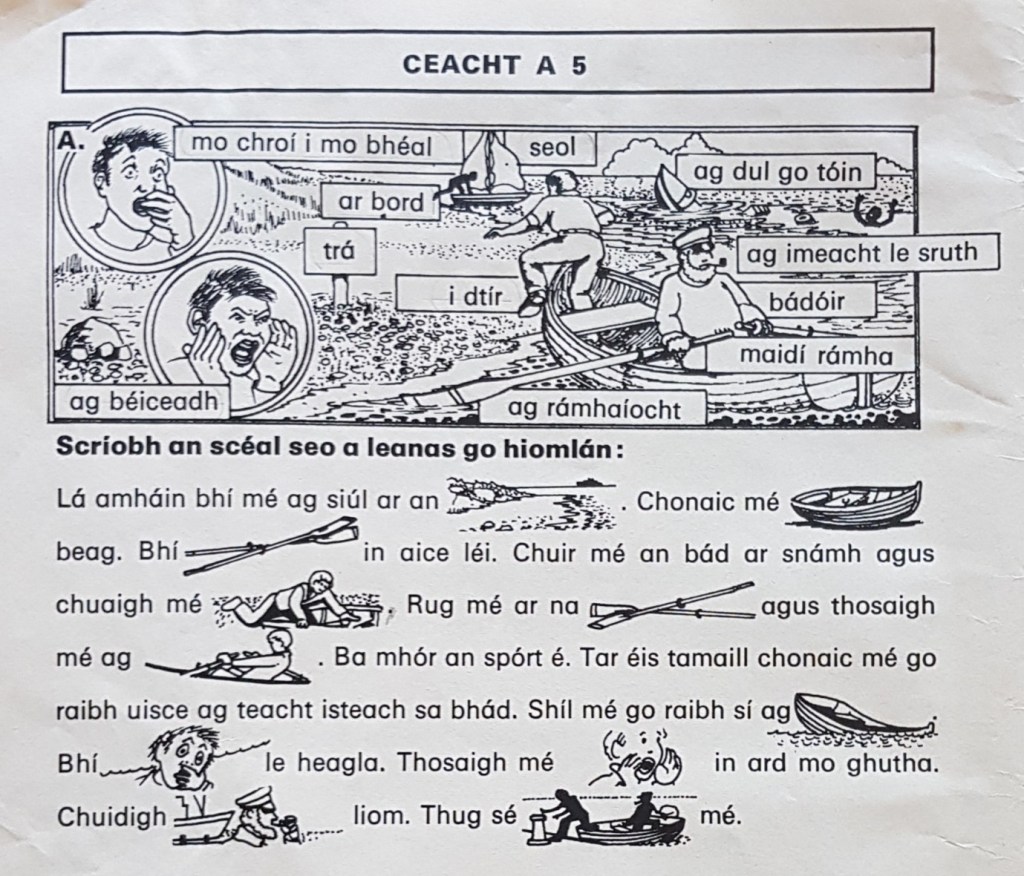 CEACHT A 5
A.
mo chroí i mo bhéal
seol
ag dul go tóin
ar bord
trá
ag imeacht le sruth
i dtír
bádóir
maidí rámha
ag béiceadh
ag rámhaíocht
Scríobh an scéal seo a leanas go hiomlán:
Lá amháin bhí mé ag siúl ar an . Chonaic mé
beag. Bhí in aice léi. Chuir mé an bád ar snámh agus
chuaigh mé . Rug mé ar na agus thosaigh
mé ag . Ba mhór an spórt é. Tar éis tamaill chonaic mé go
raibh uisce ag teacht isteach sa bhád. Shíl mé go raibh sí ag .
Bhí le heagla. Thosaigh mé in ard mo ghutha.
Chuidigh liom. Thug sé mé.